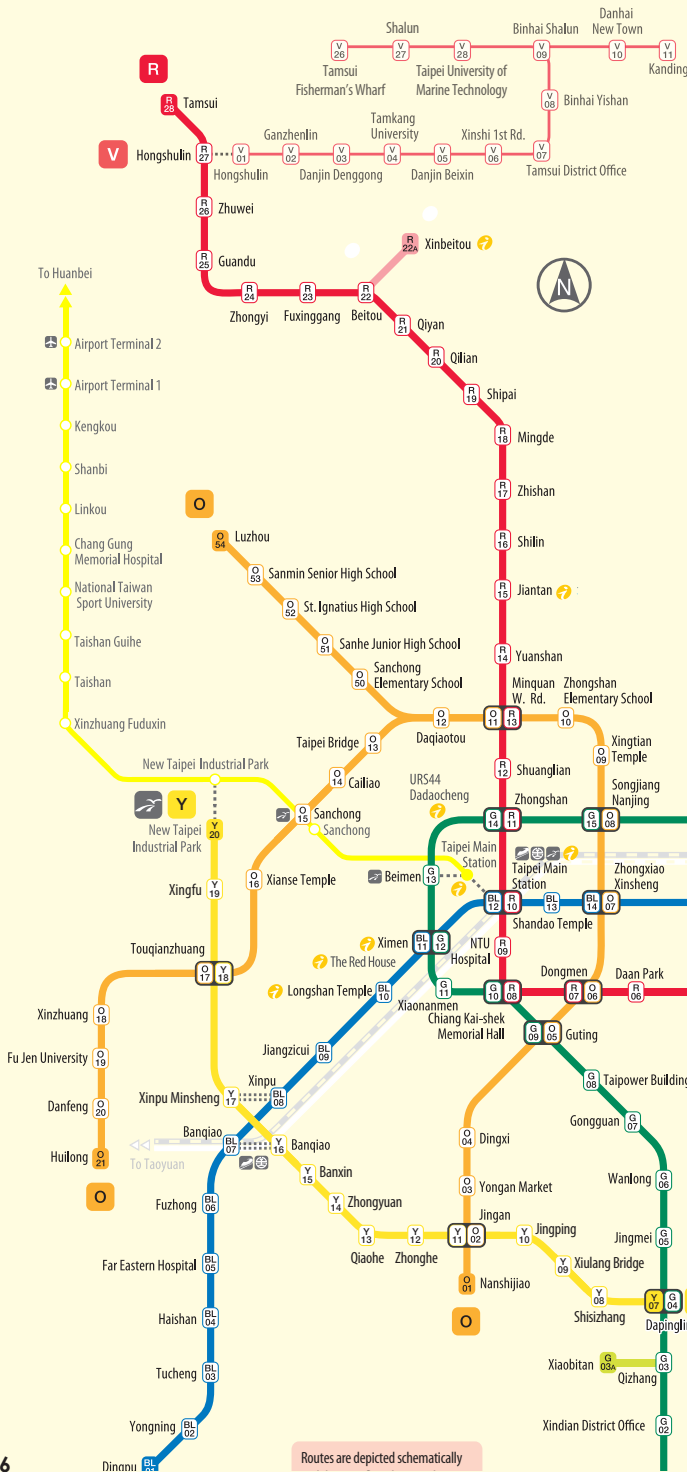 Danhai
New Town
Shalun
Binhai Shalun
V
26
V
27
V
28
V
09
V
10
V
11
Kanding
Tamsui
Fisherman's Wharf
Taipei University of
Marine Technology
R
R
28
Tamsui
V
08
Binhai Yishan
Tamkang
University
Ganzhenlin
Xinshi 1st Rd.
V
Hongshulin
R
27
V
01
V
02
V
03
V
04
V
05
V
06
V
07
Hongshulin
Danjin Denggong
Danjin Beixin
Tamsui District Office
R
26
Zhuwei
R
22A
Xinbeitou
R
25
Guandu
To Huanbei
N
R
24
R
23
R
22
Zhongyi
Fuxinggang
Beitou
R
21
Qiyan
Airport Terminal 2
R
20
Qilian
Airport Terminal 1
R
19
Shipai
Kengkou
R
18
Mingde
Shanbi
R
17
Zhishan
Linkou
O
O
54
Luzhou
R
16
Shilin
Chang Gung
Memorial Hospital
O
53
Sanmin Senior High School
National Taiwan
Sport University
R
15
Jiantan
O
52
St. Ignatius High School
Taishan Guihe
O
51
Sanhe Junior High School
R
14
Yuanshan
Taishan
O
50
Sanchong
Elementary School
Minquan
W. Rd.
Zhongshan
Elementary School
Xinzhuang Fuduxin
O
12
O
11
R
13
O
10
Daqiaotou
Taipei Bridge
O
13
O
09
Xingtian
Temple
New Taipei Industrial Park
O
14
Cailiao
R
12
Shuanglian
URS44
Dadaocheng
Zhongshan
Songjiang
Nanjing
Y
O
15
Sanchong
Sanchong
G
14
R
11
G
15
O
08
New Taipei
Industrial Park
Y
20
Taipei Main
Station
Taipei Main
Station
Zhongxiao
Xinsheng
Xingfu
Y
19
O
16
Xianse Temple
Beimen
G
13
BL
12
R
10
BL
13
BL
14
O
07
Shandao Temple
Touqianzhuang
Ximen
BL
11
G
12
NTU
Hospital
R
09
The Red House
O
17
Y
18
Longshan Temple
BL
10
Xiaonanmen
G
11
G
10
R
08
Dongmen
R
07
O
06
Daan Park
R
06
Chiang Kai-shek
Memorial Hall
Xinzhuang
O
18
G
09
O
05
Guting
Jiangzicui
BL
09
Fu Jen University
O
19
Xinpu
G
08
Taipower Building
Danfeng
O
20
Xinpu Minsheng
Y
17
BL
08
Gongguan
G
07
Banqiao
BL
07
Y
16
Banqiao
O
04
Dingxi
Huilong
O
21
To Taoyuan
Y
15
Banxin
Wanlong
G
06
O
Fuzhong
BL
06
Y
14
Zhongyuan
O
03
Yongan Market
Jingan
Y
13
Y
12
Y
11
O
02
Y
10
Jingping
Jingmei
G
05
Qiaohe
Zhonghe
Far Eastern Hospital
BL
05
Y
09
Xiulang Bridge
O
01
Nanshijiao
Y
08
Y
07
G
04
Haishan
BL
04
O
Shisizhang
Dapinglin
Xiaobitan
G
03A
G
03
Qizhang
Tucheng
BL
03
Yongning
BL
02
Xindian District Office
G
02
Dingpu
BL
6
Routes are depicted schematically